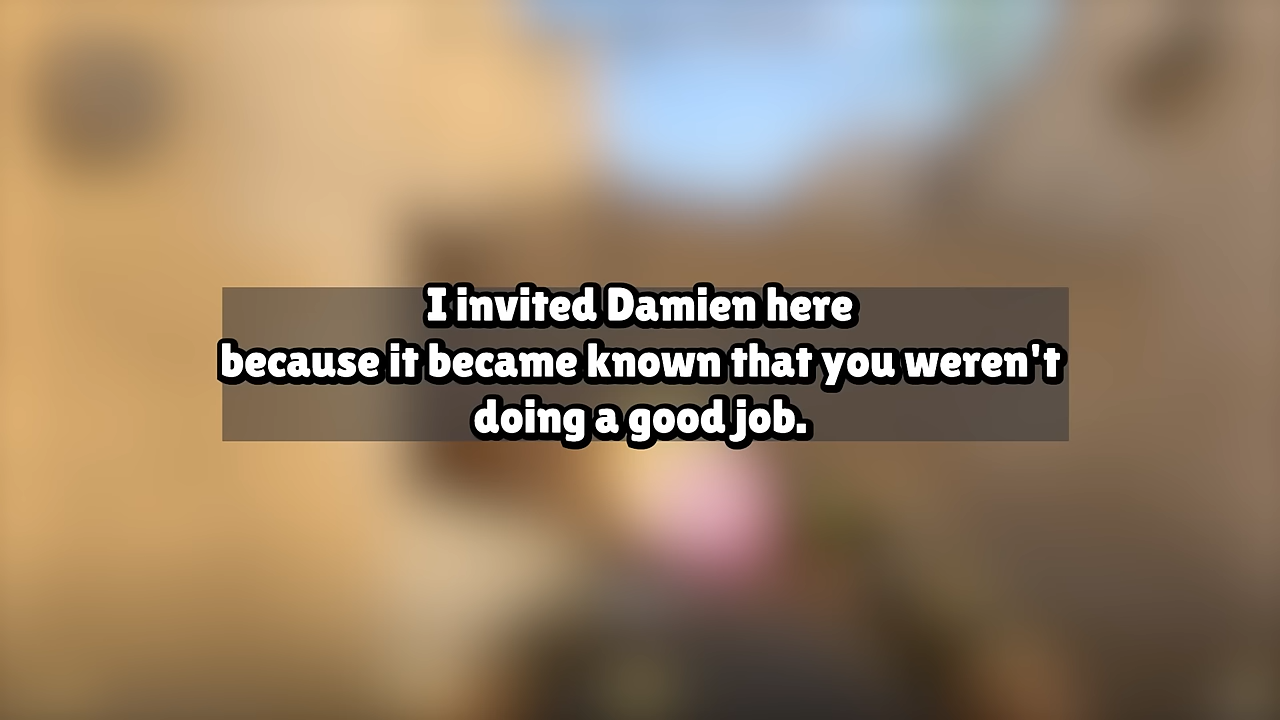 I invited Damien here
because it became known that you weren't
doing a good job.